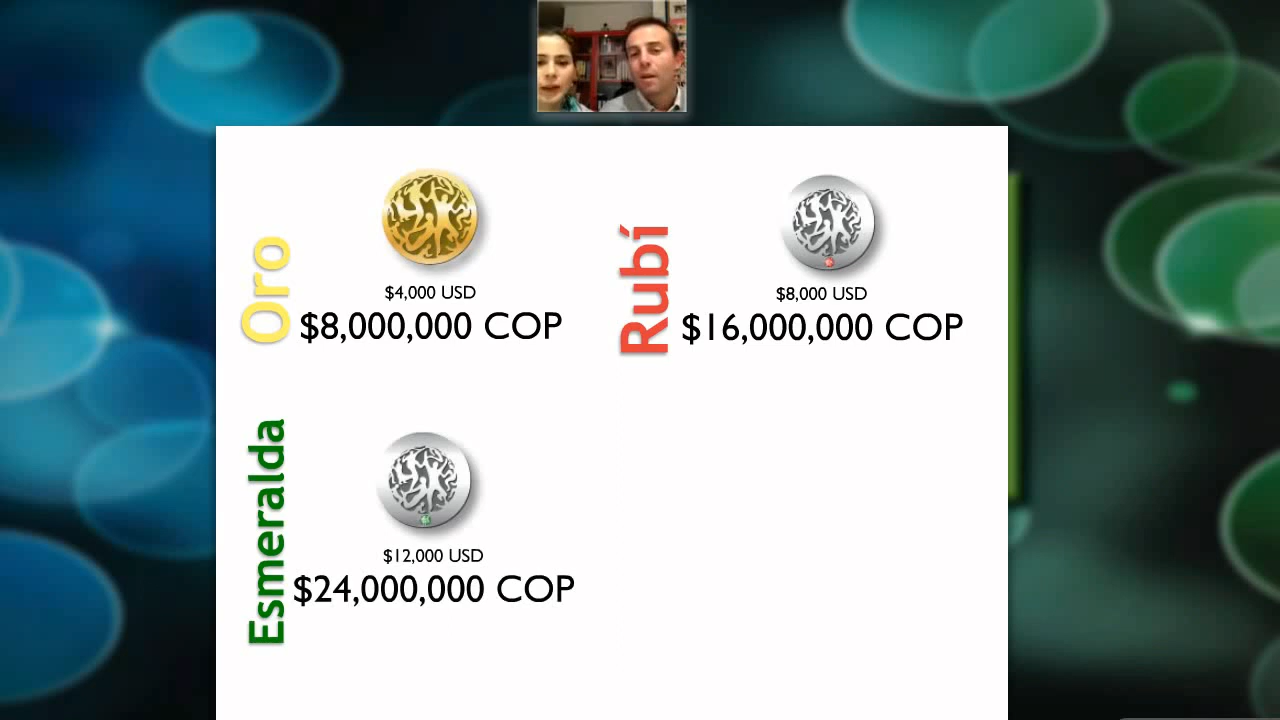 Oro
$4,000 USD
$8,000,000 COP
Rubí
$8,000 USD
$16,000,000 COP
Esmeralda
$12,000 USD
$24,000,000 COP